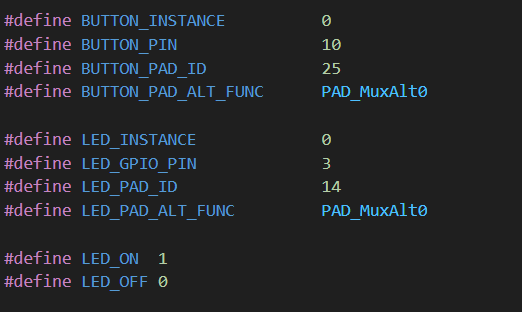 #define BUTTON_INSTANCE          0
#define BUTTON_PIN               10
#define BUTTON_PAD_ID            25
#define BUTTON_PAD_ALT_FUNC      PAD_MuxAlt0
#define LED_INSTANCE             0
#define LED_GPIO_PIN             3
#define LED_PAD_ID               14
#define LED_PAD_ALT_FUNC         PAD_MuxAlt0
#define LED_ON  1
#define LED_OFF 0